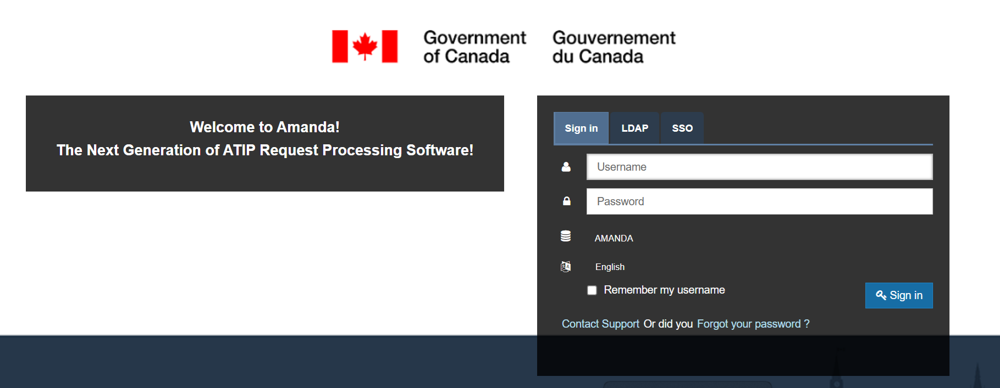 Government of Canada
Gouvernement du Canada
Welcome to Amanda!
The Next Generation of ATIP Request Processing Software!
Sign in LDAP SSO
Username
Password
AMANDA
English
Remember my username
Sign in
Contact Support Or did you Forgot your password ?